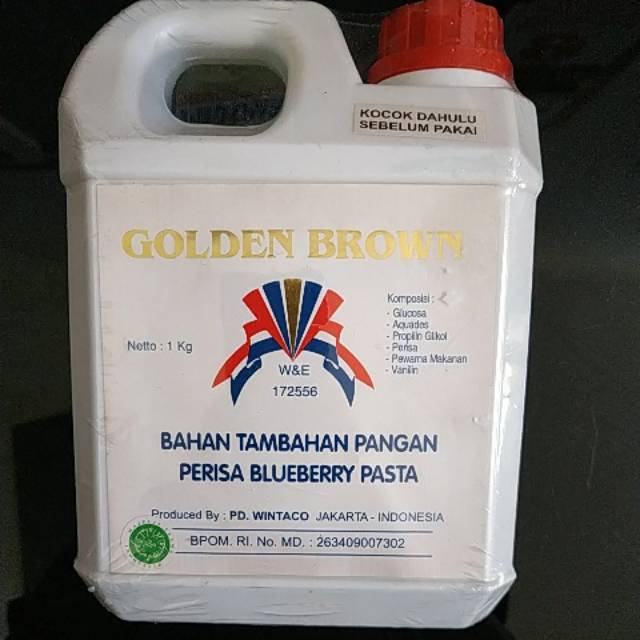 KOCOK DAHULU
SEBELUM PAKAI
GOLDEN BROWN
Komposisi :
- Glucosa
- Aquades
- Propilin Glikol
- Perisa
- Pewarna Makanan
- Vanilin
Netto : 1 Kg
W&E
172556
BAHAN TAMBAHAN PANGAN
PERISA BLUEBERRY PASTA
Produced By : PD. WINTACO JAKARTA - INDONESIA
BPOM. RI. No. MD. : 263409007302